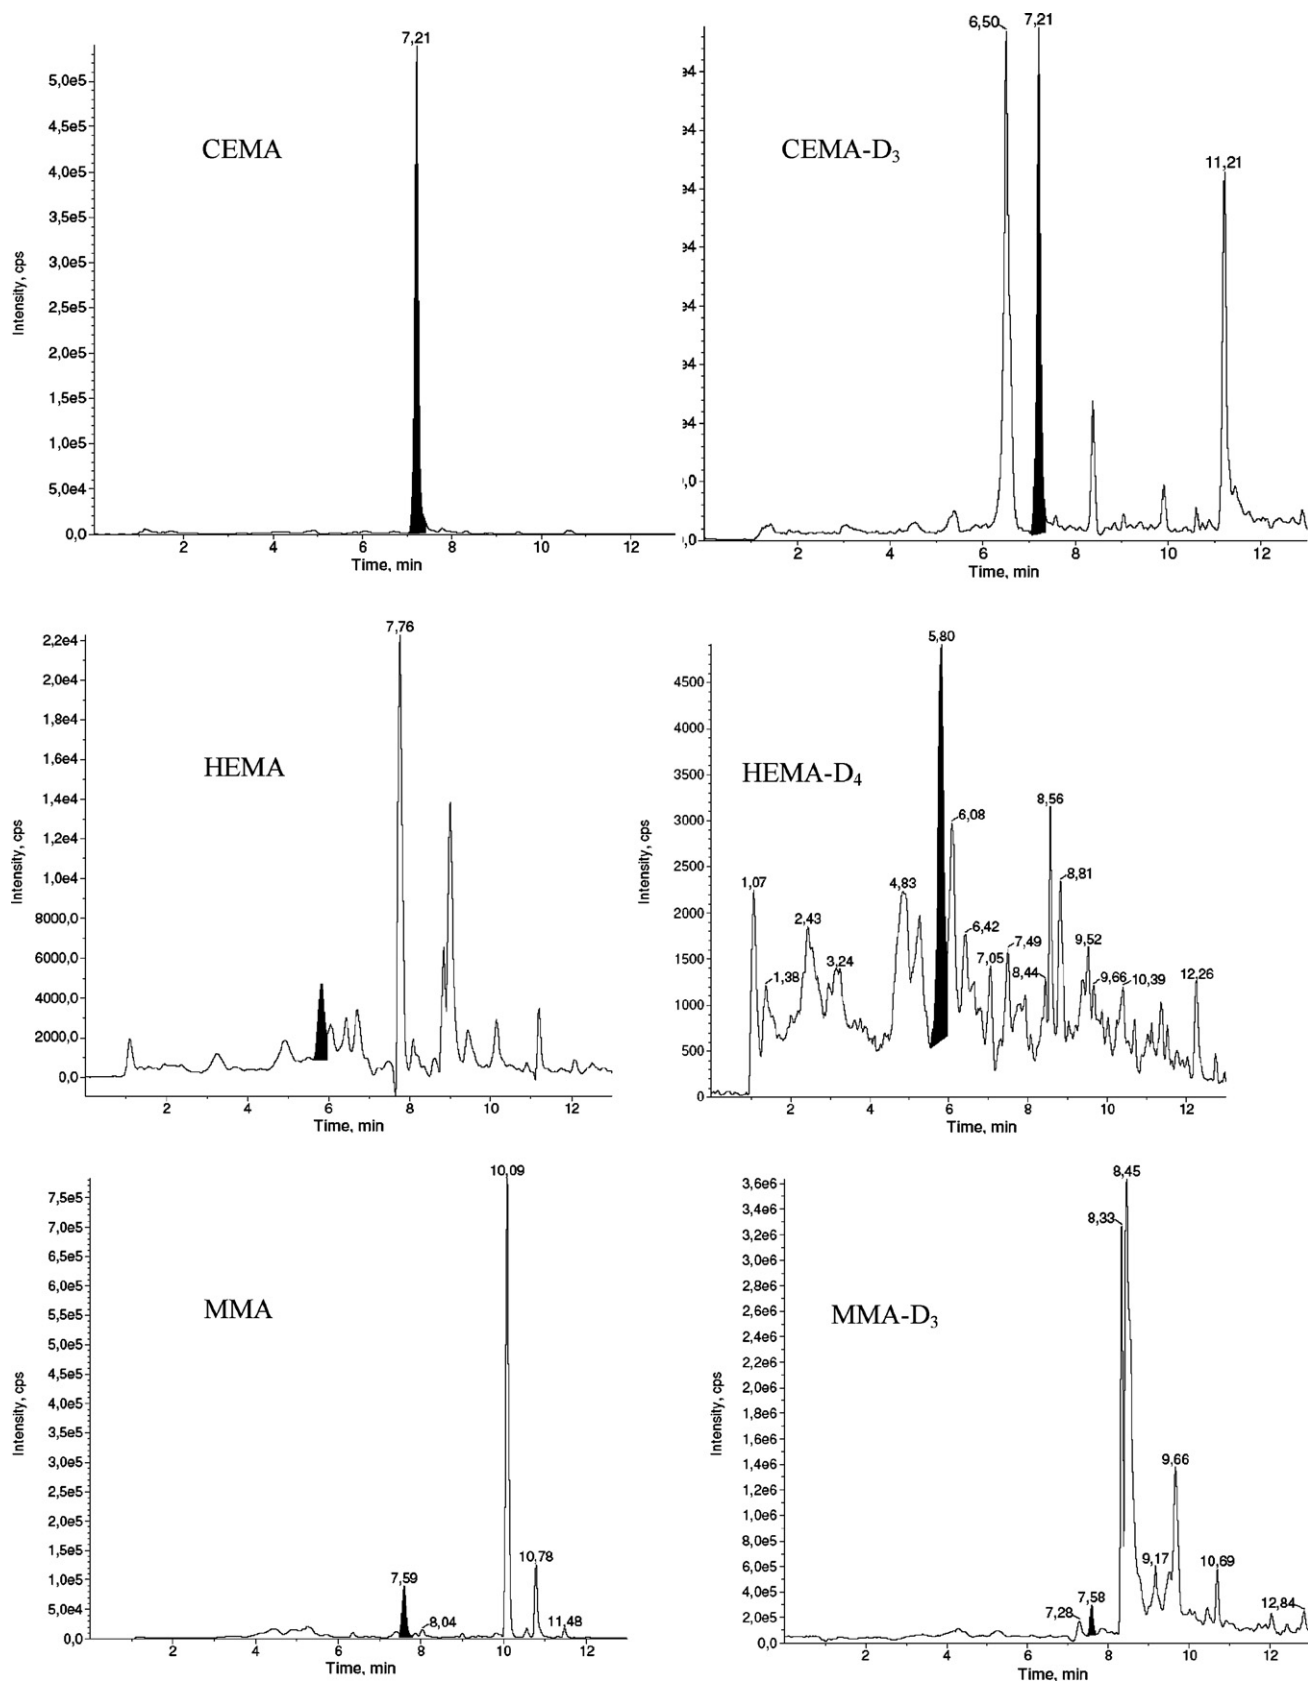 7,21
5,0e5
4,5e5
4,0e5
3,5e5
3,0e5
2,5e5
2,0e5
1,5e5
1,0e5
5,0e4
0,0
Intensity, cps
CEMA
2 4 6 8 10 12
Time, min
6,50 7,21
11,21
CEMA-D3
e4
e4
e4
e4
e4
e4
e4
,0
,0
2 4 6 8 10 12
Time, min
7,76
2,2e4
2,0e4
1,8e4
1,6e4
1,4e4
1,2e4
1,0e4
8000,0
6000,0
4000,0
2000,0
0,0
Intensity, cps
HEMA
2 4 6 8 10 12
Time, min
5,80
4500
4000
3500
3000
2500
2000
1500
1000
500
0
Intensity, cps
HEMA-D4
1,07
1,38
2,43
3,24
4,83
6,08
6,42
7,05
7,49
8,44
8,56
8,81
9,52
9,66
10,39
12,26
2 4 6 8 10 12
Time, min
10,09
7,5e5
7,0e5
6,5e5
6,0e5
5,5e5
5,0e5
4,5e5
4,0e5
3,5e5
3,0e5
2,5e5
2,0e5
1,5e5
1,0e5
5,0e4
0,0
Intensity, cps
MMA
7,59
8,04
10,78
11,48
2 4 6 8 10 12
Time, min
8,45
8,33
3,6e6
3,4e6
3,2e6
3,0e6
2,8e6
2,6e6
2,4e6
2,2e6
2,0e6
1,8e6
1,6e6
1,4e6
1,2e6
1,0e6
8,0e5
6,0e5
4,0e5
2,0e5
0,0
Intensity, cps
MMA-D3
7,28
7,58
9,17
9,66
10,69
12,84
2 4 6 8 10 12
Time, min